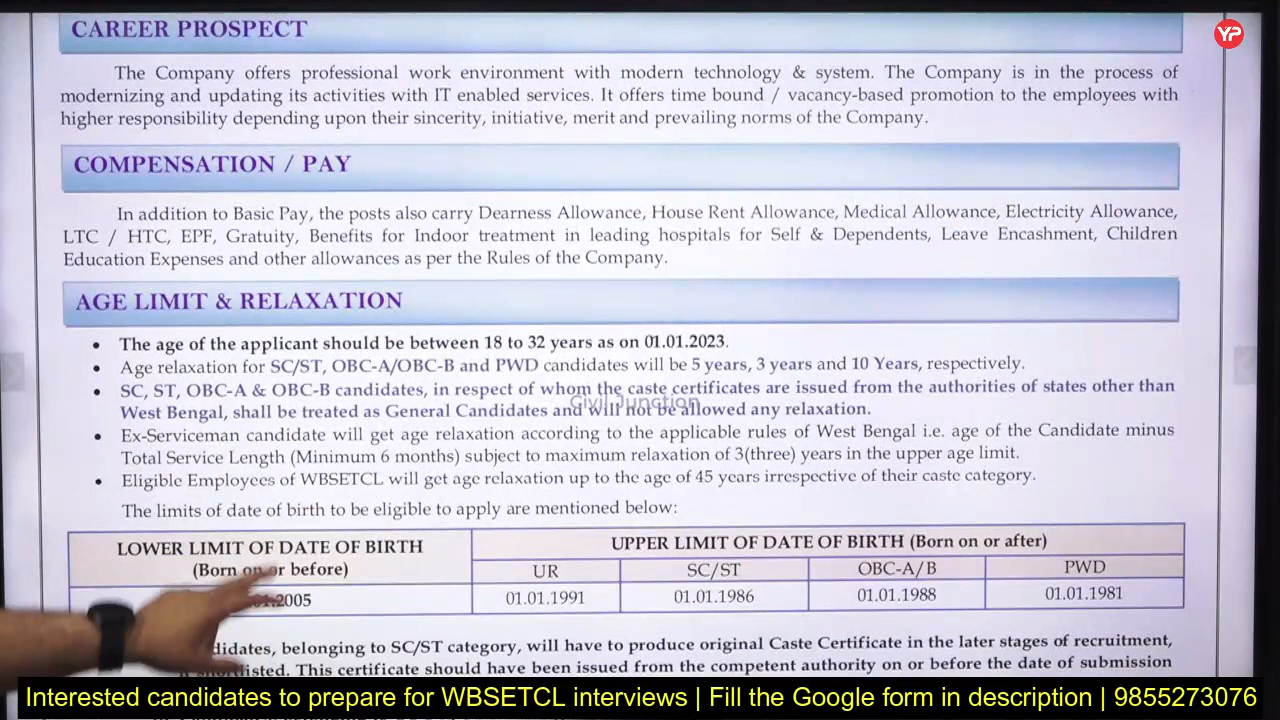 CAREER PROSPECT
YP
The Company offers professional work environment with modern technology & system. The Company is in the process of
modernizing and updating its activities with IT enabled services. It offers time bound / vacancy-based promotion to the employees with
higher responsibility depending upon their sincerity, initiative, merit and prevailing norms of the Company.
COMPENSATION / PAY
In addition to Basic Pay, the posts also carry Dearness Allowance, House Rent Allowance, Medical Allowance, Electricity Allowance,
LTC / HTC, EPF, Gratuity, Benefits for Indoor treatment in leading hospitals for Self & Dependents, Leave Encashment, Children
Education Expenses and other allowances as per the Rules of the Company.
AGE LIMIT & RELAXATION
• The age of the applicant should be between 18 to 32 years as on 01.01.2023.
• Age relaxation for SC/ST, OBC-A/OBC-B and PWD candidates will be 5 years, 3 years and 10 Years, respectively.
• SC, ST, OBC-A & OBC-B candidates, in respect of whom the caste certificates are issued from the authorities of states other than
West Bengal, shall be treated as General Candidates and will not be allowed any relaxation.
Civil Junction
• Ex-Serviceman candidate will get age relaxation according to the applicable rules of West Bengal i.e. age of the Candidate minus
Total Service Length (Minimum 6 months) subject to maximum relaxation of 3(three) years in the upper age limit.
• Eligible Employees of WBSETCL will get age relaxation up to the age of 45 years irrespective of their caste category.
The limits of date of birth to be eligible to apply are mentioned below:
LOWER LIMIT OF DATE OF BIRTH
(Born on or before)
UPPER LIMIT OF DATE OF BIRTH (Born on or after)
UR SC/ST OBC-A/B PWD
2005 01.01.1991 01.01.1986 01.01.1988 01.01.1981
belonging to SC/ST category, will have to produce original Caste Certificate in the later stages of recruitment,
This certificate should have been issued from the competent authority on or before the date of submission
Interested candidates to prepare for WBSETCL interviews | Fill the Google form in description | 9855273076